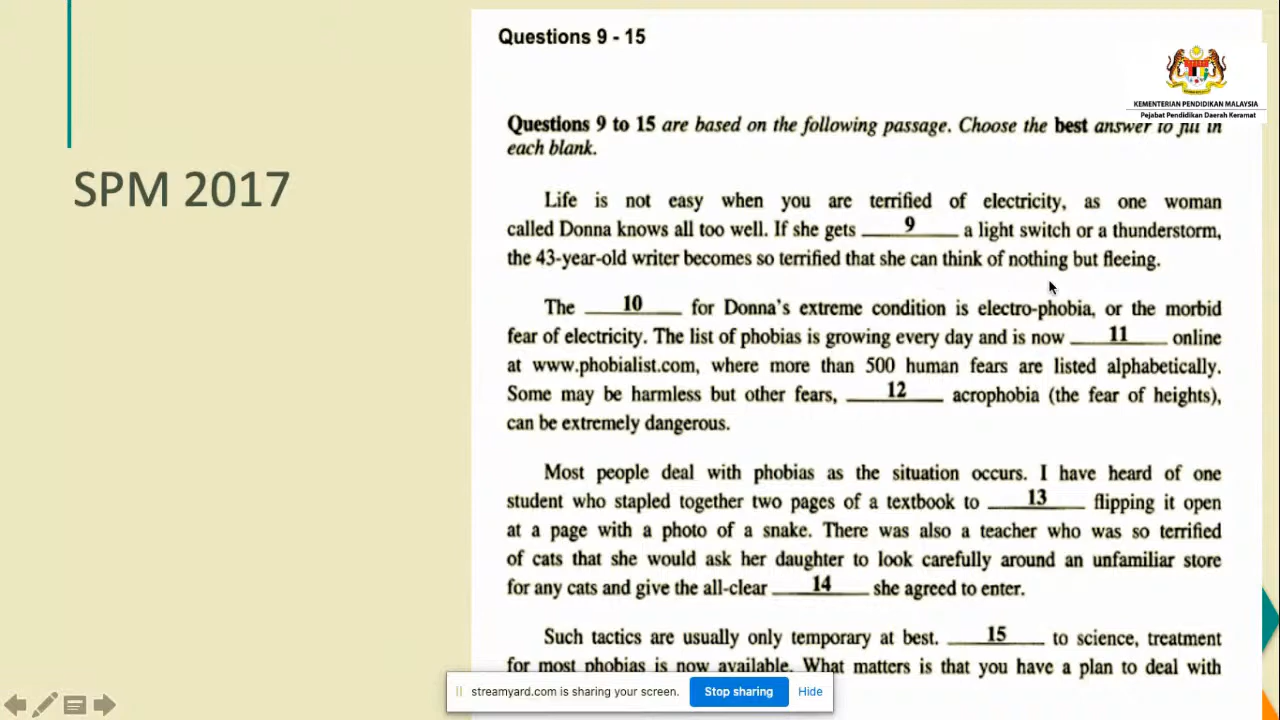 SPM 2017
Questions 9 - 15
KEMENTERIAN PENDIDIKAN MALAYSIA
Pejabat Pendidikan Daerah Keramat
Questions 9 to 15 are based on the following passage. Choose the best answer to fill in
each blank.
Life is not easy when you are terrified of electricity, as one woman
called Donna knows all too well. If she gets ___9___ a light switch or a thunderstorm,
the 43-year-old writer becomes so terrified that she can think of nothing but fleeing.
The ___10___ for Donna's extreme condition is electro-phobia, or the morbid
fear of electricity. The list of phobias is growing every day and is now ___11___ online
at www.phobialist.com, where more than 500 human fears are listed alphabetically.
Some may be harmless but other fears, ___12___ acrophobia (the fear of heights),
can be extremely dangerous.
Most people deal with phobias as the situation occurs. I have heard of one
student who stapled together two pages of a textbook to ___13___ flipping it open
at a page with a photo of a snake. There was also a teacher who was so terrified
of cats that she would ask her daughter to look carefully around an unfamiliar store
for any cats and give the all-clear ___14___ she agreed to enter.
Such tactics are usually only temporary at best. ___15___ to science, treatment
for most phobias is now available. What matters is that you have a plan to deal with
streamyard.com is sharing your screen. Stop sharing Hide